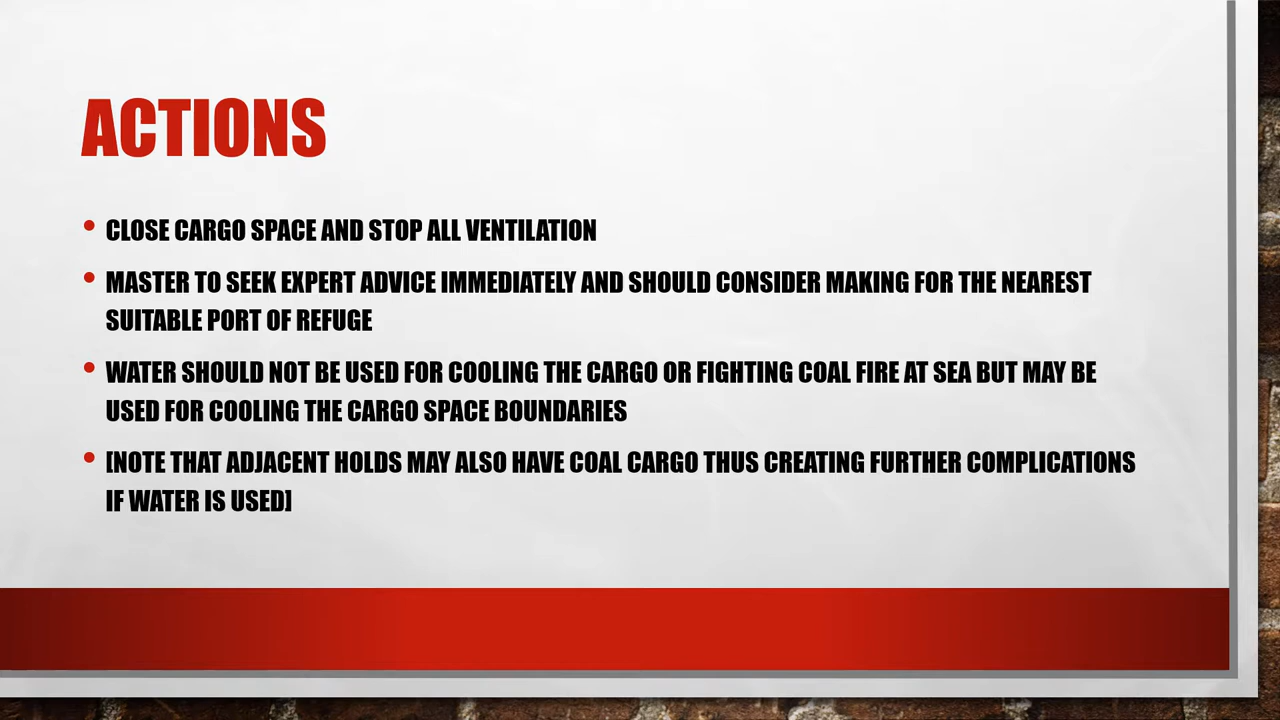 ACTIONS
• CLOSE CARGO SPACE AND STOP ALL VENTILATION
• MASTER TO SEEK EXPERT ADVICE IMMEDIATELY AND SHOULD CONSIDER MAKING FOR THE NEAREST
SUITABLE PORT OF REFUGE
• WATER SHOULD NOT BE USED FOR COOLING THE CARGO OR FIGHTING COAL FIRE AT SEA BUT MAY BE
USED FOR COOLING THE CARGO SPACE BOUNDARIES
• [NOTE THAT ADJACENT HOLDS MAY ALSO HAVE COAL CARGO THUS CREATING FURTHER COMPLICATIONS
IF WATER IS USED]